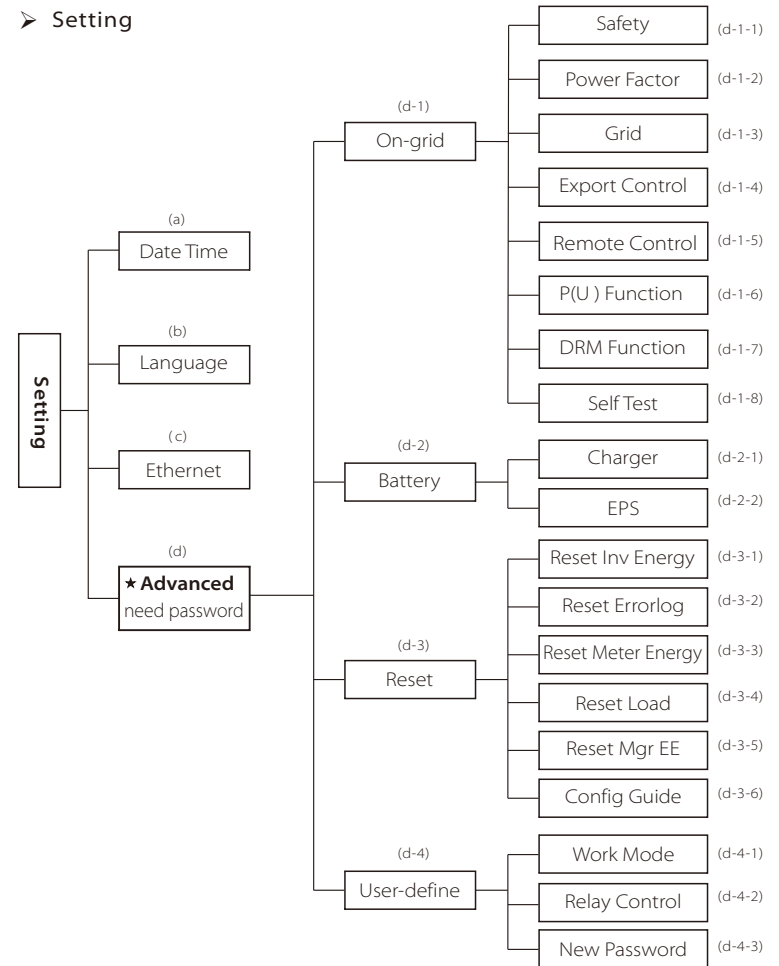 ➢ Setting
Setting
(a)
Date Time
(b)
Language
(c)
Ethernet
(d)
★ Advanced
need password
(d-1)
On-grid
Safety (d-1-1)
Power Factor (d-1-2)
Grid (d-1-3)
Export Control (d-1-4)
Remote Control (d-1-5)
P(U ) Function (d-1-6)
DRM Function (d-1-7)
Self Test (d-1-8)
(d-2)
Battery
Charger (d-2-1)
EPS (d-2-2)
(d-3)
Reset
Reset Inv Energy (d-3-1)
Reset Errorlog (d-3-2)
Reset Meter Energy (d-3-3)
Reset Load (d-3-4)
Reset Mgr EE (d-3-5)
Config Guide (d-3-6)
(d-4)
User-define
Work Mode (d-4-1)
Relay Control (d-4-2)
New Password (d-4-3)